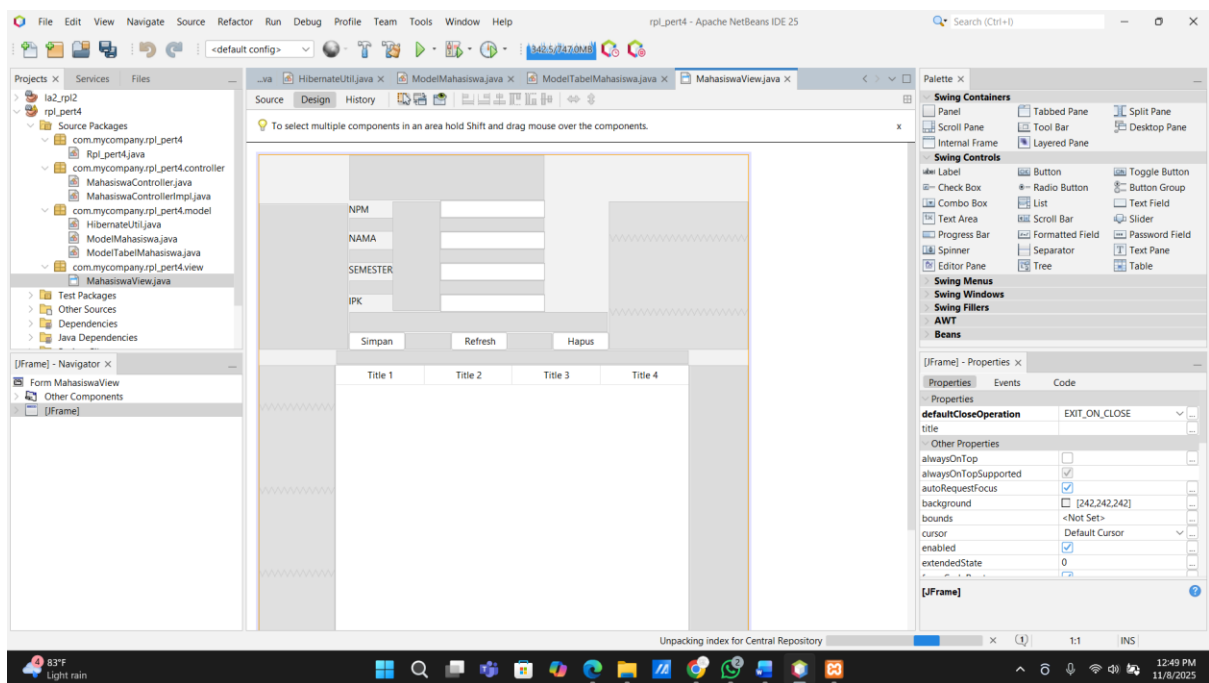 File Edit View Navigate Source Refactor Run Debug Profile Team Tools Window Help
rpl_pert4 - Apache NetBeans IDE 25
Search (Ctrl+I)
<default config>
342.5/742.0MB
Projects
Services
Files
...va
HibernateUtil.java
ModelMahasiswa.java
ModelTabelMahasiswa.java
MahasiswaView.java
la2_rpl2
rpl_pert4
Source Packages
com.mycompany.rpl_pert4
Rpl_pert4.java
com.mycompany.rpl_pert4.controller
MahasiswaController.java
MahasiswaControllerImpl.java
com.mycompany.rpl_pert4.model
HibernateUtil.java
ModelMahasiswa.java
ModelTabelMahasiswa.java
com.mycompany.rpl_pert4.view
MahasiswaView.java
Test Packages
Other Sources
Dependencies
Java Dependencies
[JFrame] - Navigator
Form MahasiswaView
Other Components
[JFrame]
Source Design History
To select multiple components in an area hold Shift and drag mouse over the components.
x
NPM
NAMA
SEMESTER
IPK
Simpan Refresh Hapus
Title 1 Title 2 Title 3 Title 4
Palette
Swing Containers
Panel Tabbed Pane Split Pane
Scroll Pane Tool Bar Desktop Pane
Internal Frame Layered Pane
Swing Controls
Label Button Toggle Button
Check Box Radio Button Button Group
Combo Box List Text Field
Text Area Scroll Bar Slider
Progress Bar Formatted Field Password Field
Spinner Separator Text Pane
Editor Pane Tree Table
Swing Menus
Swing Windows
Swing Fillers
AWT
Beans
[JFrame] - Properties
Properties Events Code
Properties
defaultCloseOperation EXIT_ON_CLOSE
title
Other Properties
alwaysOnTop
alwaysOnTopSupported
autoRequestFocus
background [242,242,242]
bounds <Not Set>
cursor Default Cursor
enabled
extendedState 0
[JFrame]
Unpacking index for Central Repository
1
1:1
INS
4
83°F
Light rain
2
12:49 PM
11/8/2025